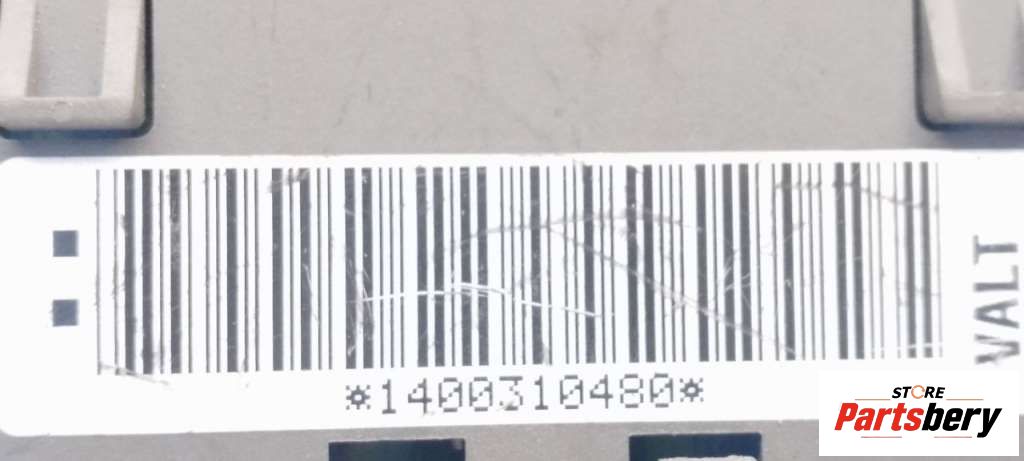 *1400310480*
VALT
STORE
Partsbery